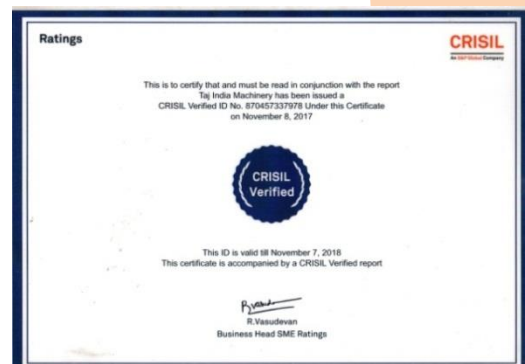 Ratings
CRISIL
An S&P Global Company
This is to certify that and must be read in conjunction with the report
Taj India Machinery has been issued a
CRISIL Verified ID No. 870457337978 Under this Certificate
on November 8, 2017
CRISIL
Verified
This ID is valid till November 7, 2018
This certificate is accompanied by a CRISIL Verified report
R.Vasudevan
Business Head SME Ratings